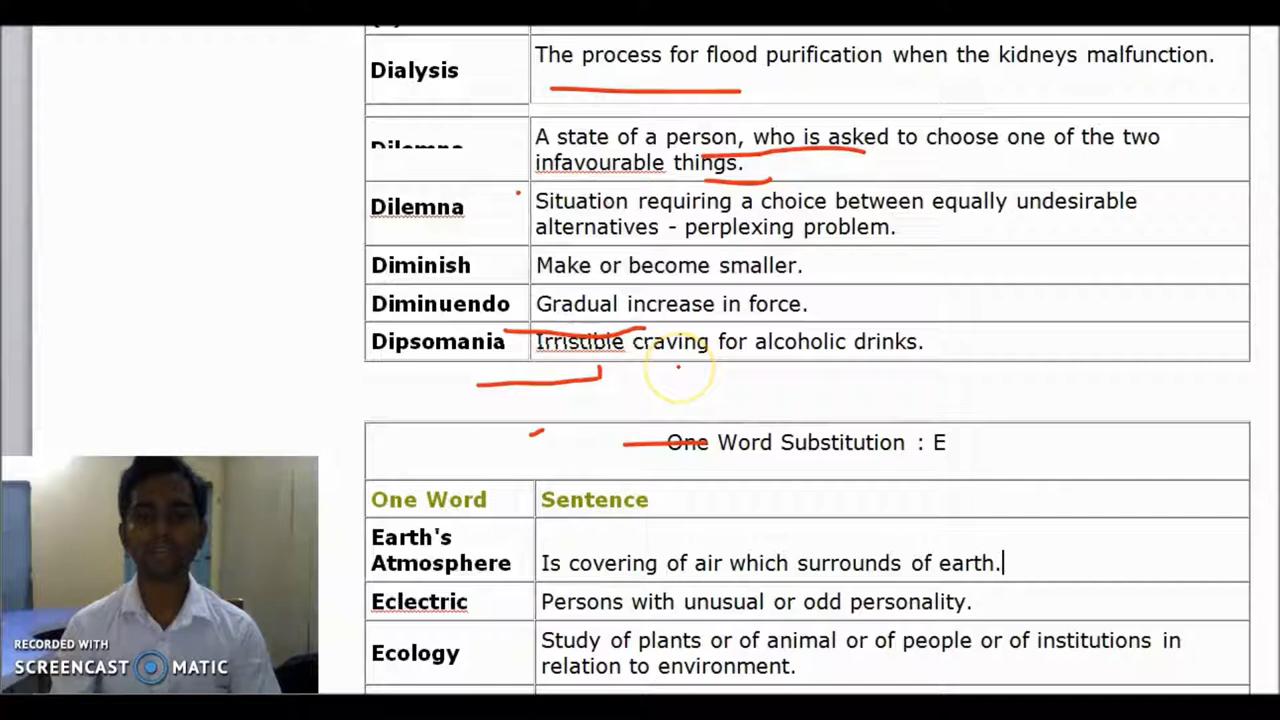 Dialysis
The process for flood purification when the kidneys malfunction.
A state of a person, who is asked to choose one of the two
infavourable things.
Dilemna
Situation requiring a choice between equally undesirable
alternatives - perplexing problem.
Diminish
Make or become smaller.
Diminuendo
Gradual increase in force.
Dipsomania
Irristible craving for alcoholic drinks.
One Word Substitution : E
One Word
Sentence
Earth's
Atmosphere
Is covering of air which surrounds of earth.
Eclectric
Persons with unusual or odd personality.
Ecology
Study of plants or of animal or of people or of institutions in
relation to environment.
RECORDED WITH
SCREENCAST MATIC